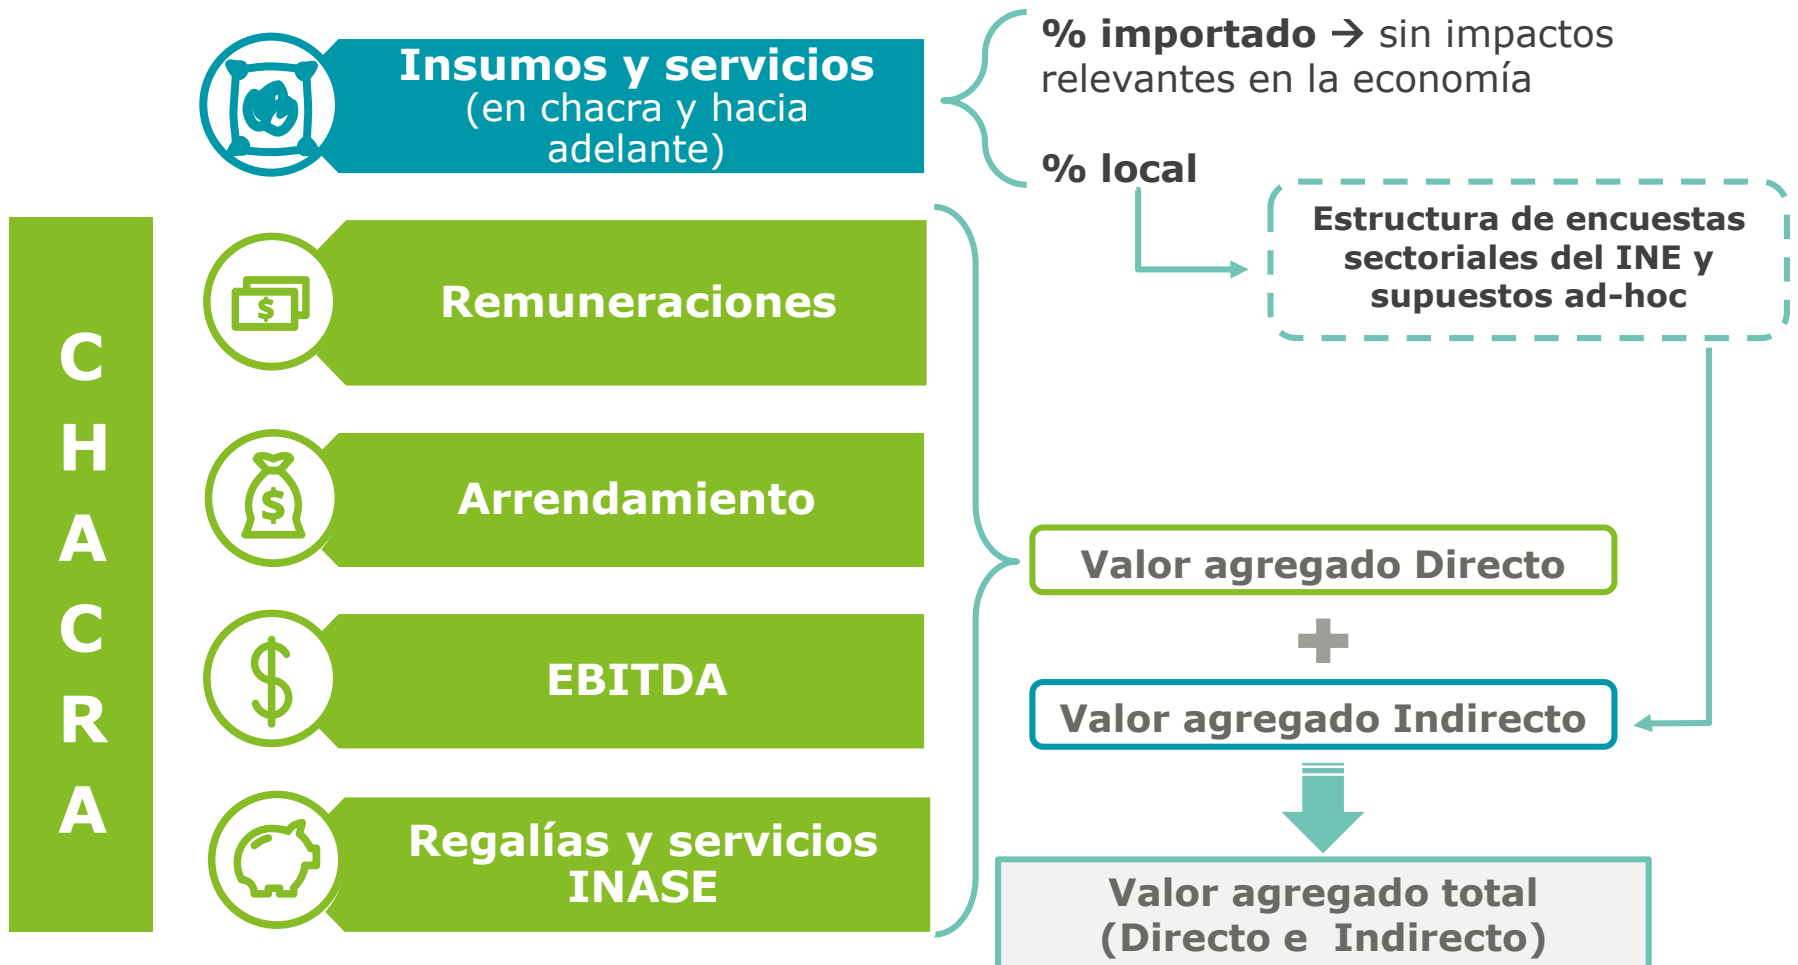 Insumos y servicios
(en chacra y hacia
adelante)
% importado → sin impactos
relevantes en la economía
% local
Estructura de encuestas
sectoriales del INE y
supuestos ad-hoc
C
H
A
C
R
A
$
Remuneraciones
$
Arrendamiento
$
EBITDA
Regalías y servicios
INASE
Valor agregado Directo
Valor agregado Indirecto
Valor agregado total
(Directo e Indirecto)